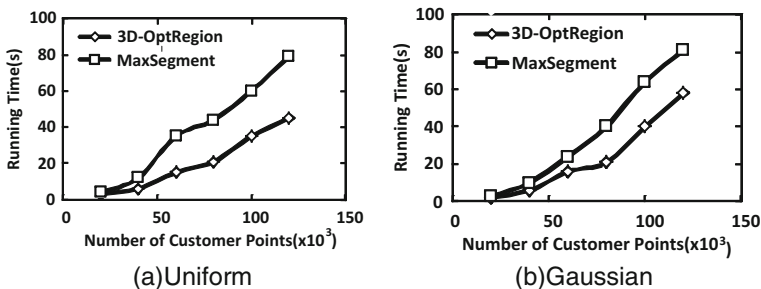 100
80
60
40
20
0
Running Time(s)
3D-OptRegion
MaxSegment
0 50 100 150
Number of Customer Points(x10³)
(a)Uniform
100
80
60
40
20
0
Running Time(s)
3D-OptRegion
MaxSegment
0 50 100 150
Number of Customer Points(x10³)
(b)Gaussian